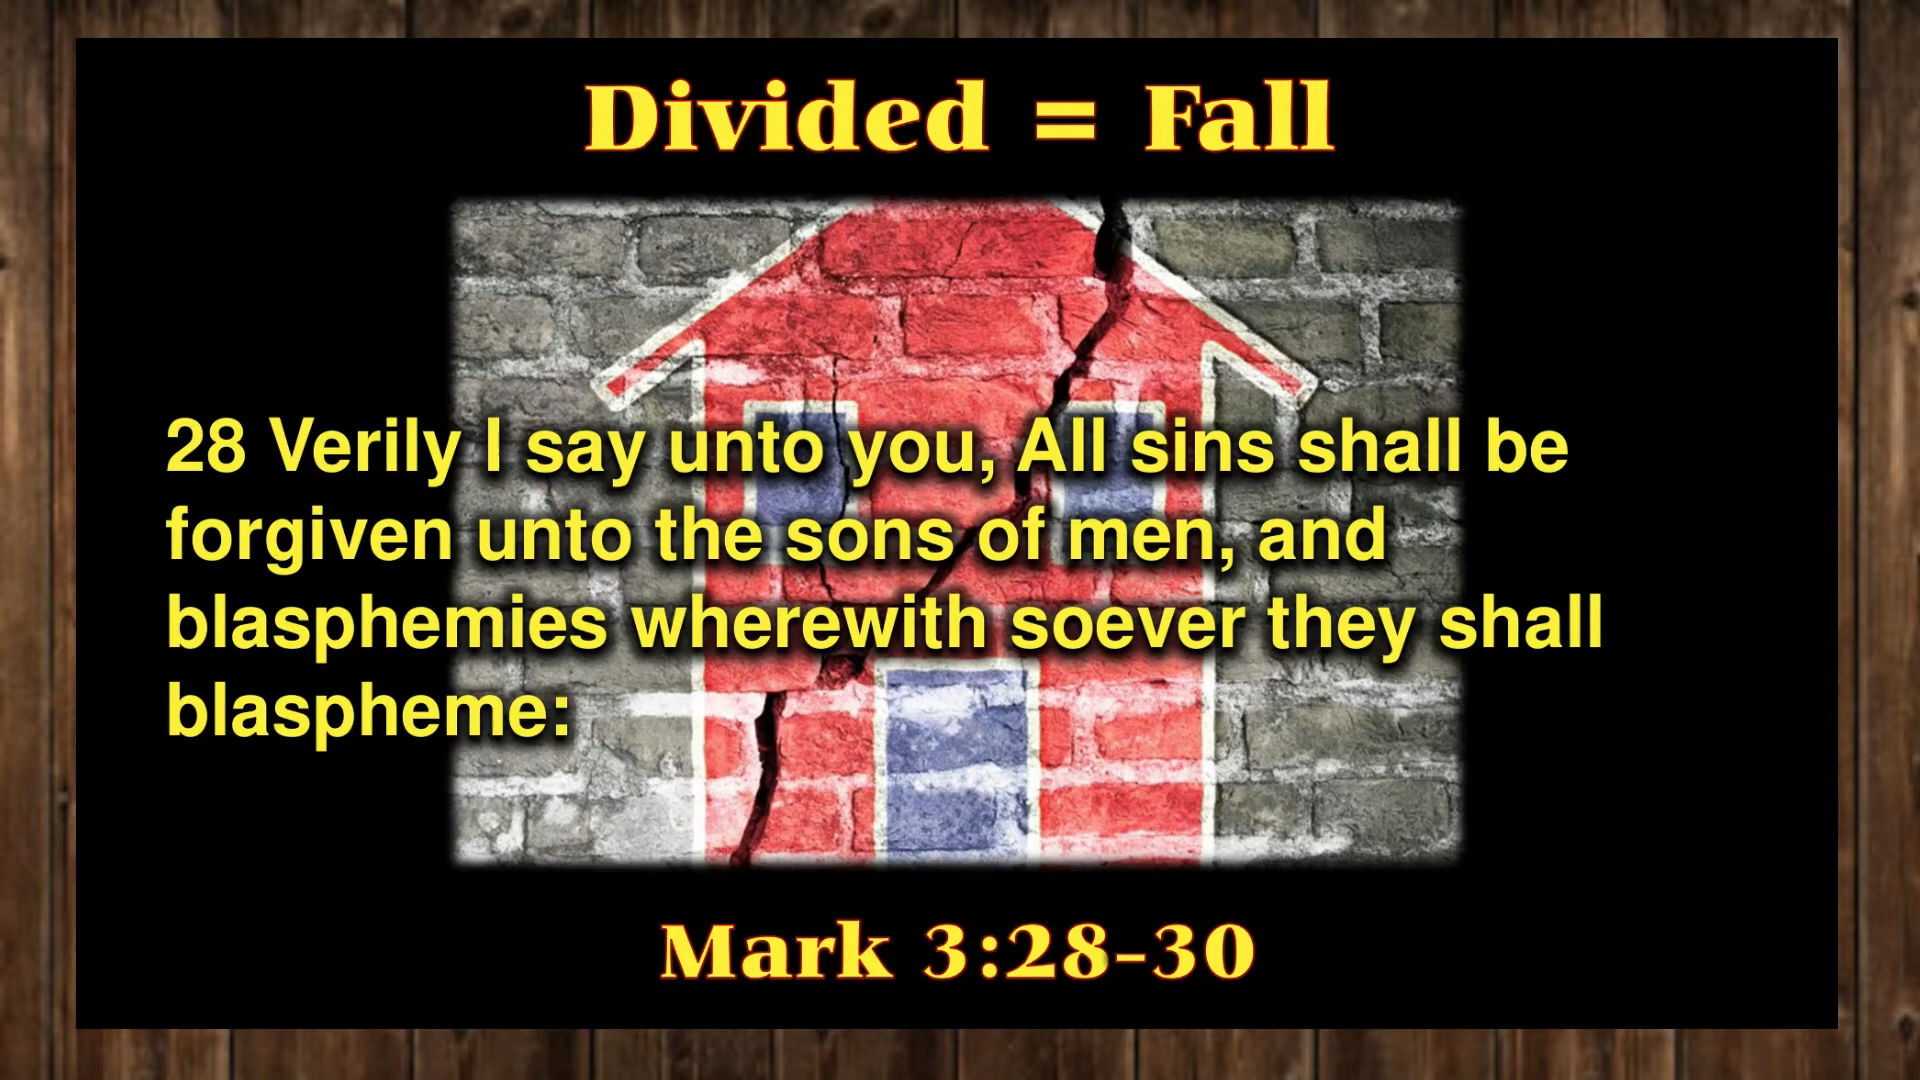 Divided = Fall
28 Verily I say unto you, All sins shall be
forgiven unto the sons of men, and
blasphemies wherewith soever they shall
blaspheme:
Mark 3:28-30